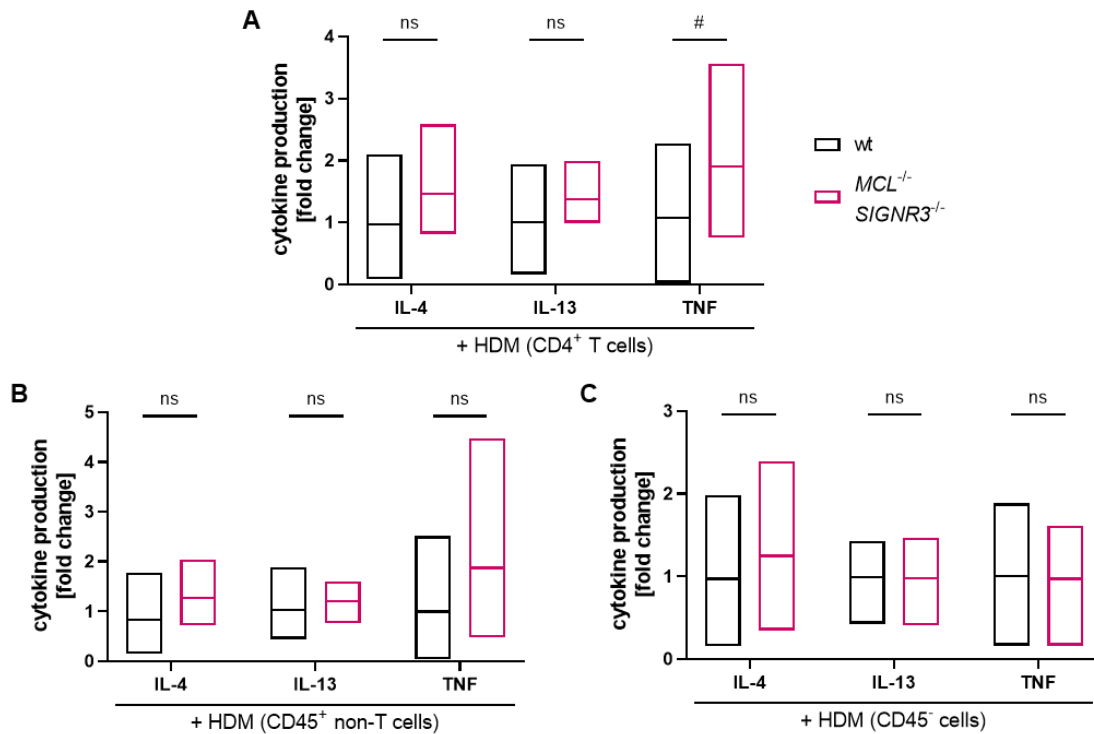 A
ns ns #
cytokine production
[fold change]
4
3
2
1
0
IL-4 IL-13 TNF
+ HDM (CD4⁺ T cells)
wt
MCL⁻/⁻
SIGNR3⁻/⁻
B
ns ns ns
cytokine production
[fold change]
5
4
3
2
1
0
IL-4 IL-13 TNF
+ HDM (CD45⁺ non-T cells)
C
ns ns ns
cytokine production
[fold change]
3
2
1
0
IL-4 IL-13 TNF
+ HDM (CD45⁻ cells)